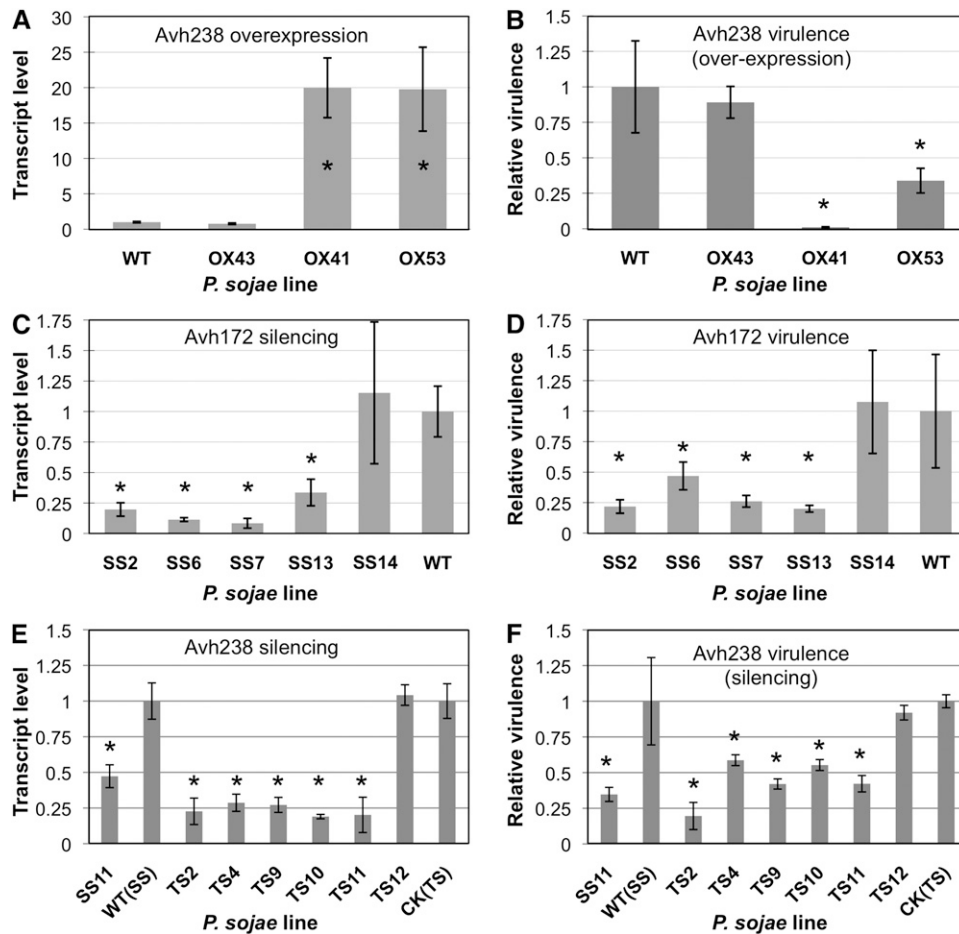 A
Avh238 overexpression
Transcript level
30
25
20
15
10
5
0
*
*
WT OX43 OX41 OX53
P. sojae line
B
Avh238 virulence
(over-expression)
Relative virulence
1.5
1.25
1
0.75
0.5
0.25
0
*
*
WT OX43 OX41 OX53
P. sojae line
C
Avh172 silencing
Transcript level
1.75
1.5
1.25
1
0.75
0.5
0.25
0
* * * *
SS2 SS6 SS7 SS13 SS14 WT
P. sojae line
D
Avh172 virulence
Relative virulence
1.75
1.5
1.25
1
0.75
0.5
0.25
0
* * * *
SS2 SS6 SS7 SS13 SS14 WT
P. sojae line
E
Avh238 silencing
Transcript level
1.5
1.25
1
0.75
0.5
0.25
0
* * * * * *
SS11 WT(SS) TS2 TS4 TS9 TS10 TS11 TS12 CK(TS)
P. sojae line
F
Avh238 virulence
(silencing)
Relative virulence
1.5
1.25
1
0.75
0.5
0.25
0
* * * * * *
SS11 WT(SS) TS2 TS4 TS9 TS10 TS11 TS12 CK(TS)
P. sojae line